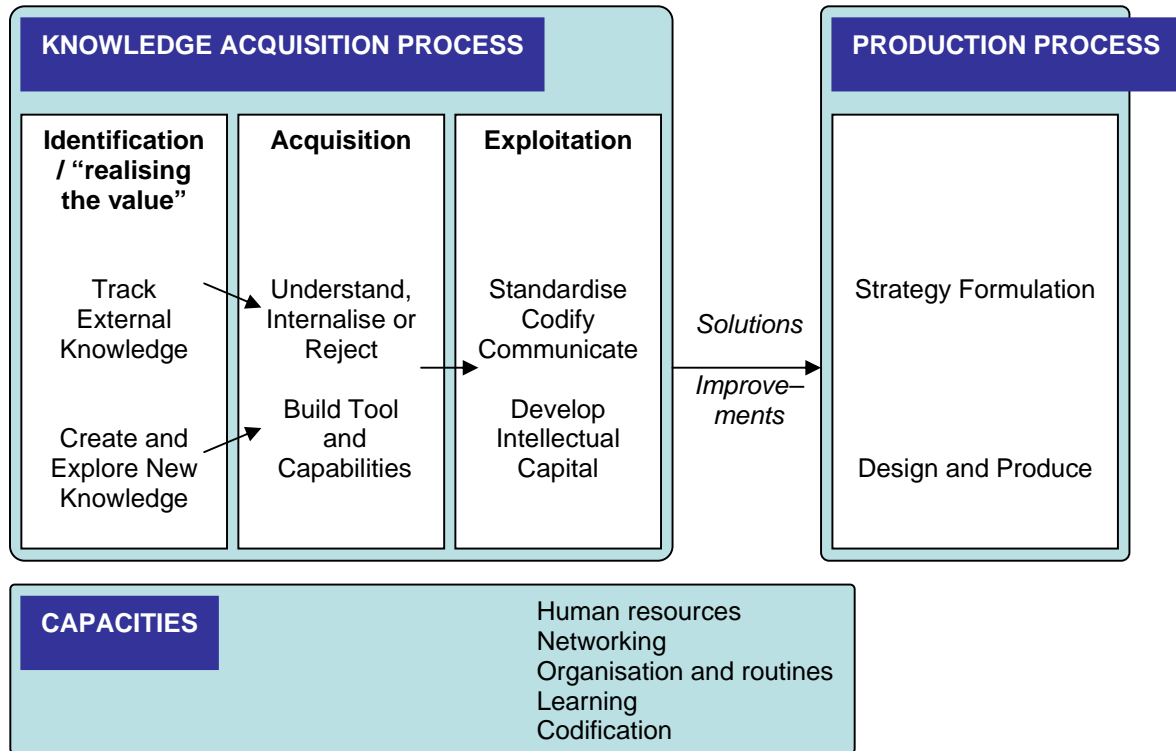 KNOWLEDGE ACQUISITION PROCESS
Identification
/ “realising
the value”
Track
External
Knowledge
Create and
Explore New
Knowledge
Acquisition
Understand,
Internalise or
Reject
Build Tool
and
Capabilities
Exploitation
Standardise
Codify
Communicate
Develop
Intellectual
Capital
Solutions
Improve–
ments
PRODUCTION PROCESS
Strategy Formulation
Design and Produce
CAPACITIES
Human resources
Networking
Organisation and routines
Learning
Codification